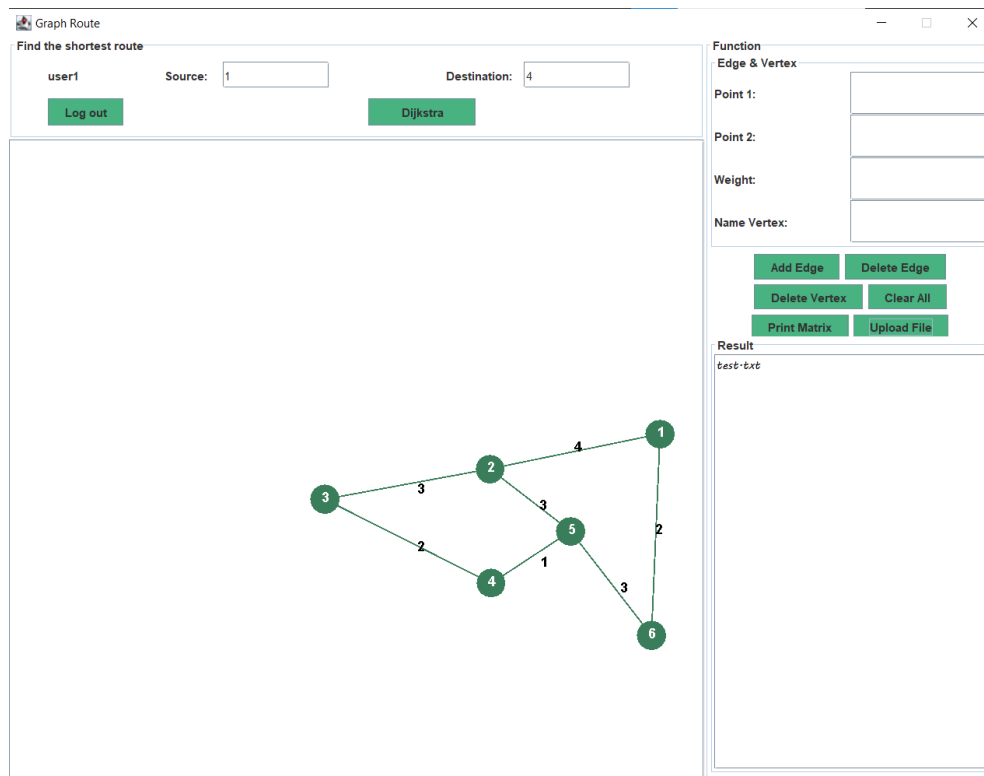 Graph Route
Find the shortest route
user1 Source: 1 Destination: 4
Log out Dijkstra
Function
Edge & Vertex
Point 1:
Point 2:
Weight:
Name Vertex:
Add Edge Delete Edge
Delete Vertex Clear All
Print Matrix Upload File
Result
test.txt
1
4
2
3
3
3
5
2
2
1
4
3
6